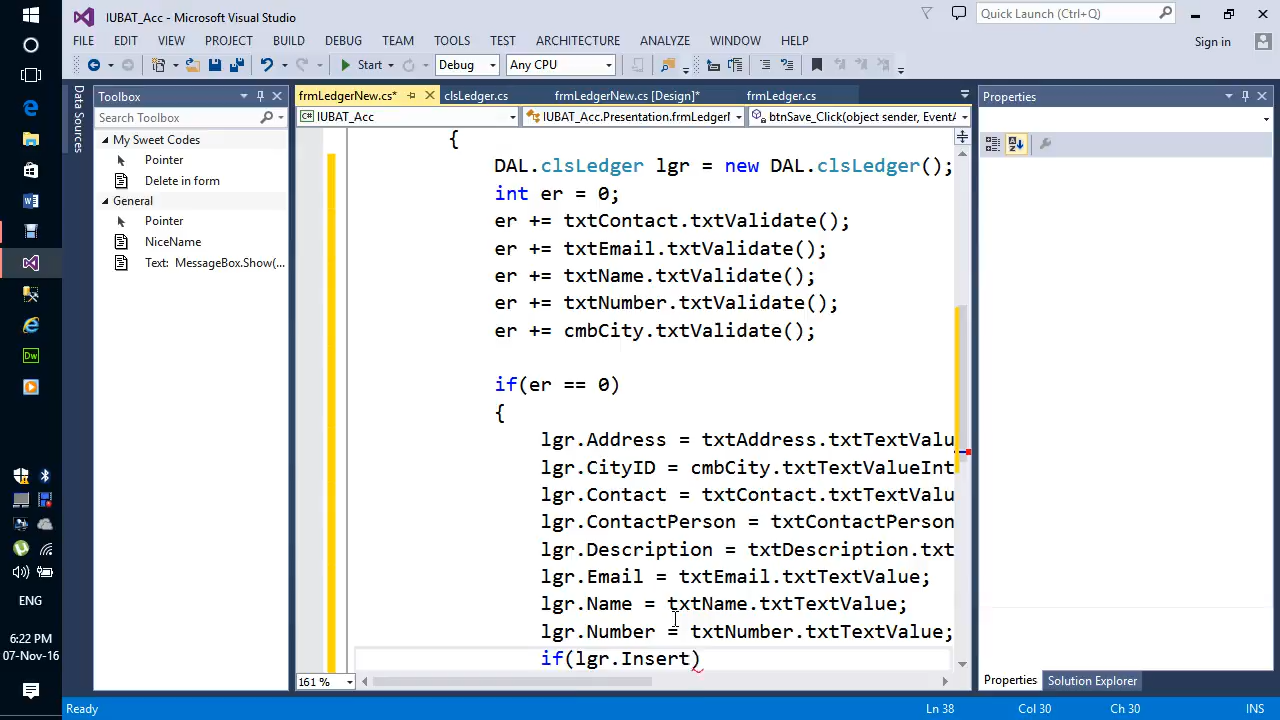 IUBAT_Acc - Microsoft Visual Studio
Quick Launch (Ctrl+Q)
FILE EDIT VIEW PROJECT BUILD DEBUG TEAM TOOLS TEST ARCHITECTURE ANALYZE WINDOW HELP
Sign in
Start Debug Any CPU
Data Sources
Toolbox
Search Toolbox
My Sweet Codes
Pointer
Delete in form
General
Pointer
NiceName
Text: MessageBox.Show(...
frmLedgerNew.cs* clsLedger.cs frmLedgerNew.cs [Design]* frmLedger.cs
IUBAT_Acc IUBAT_Acc.Presentation.frmLedgerI btnSave_Click(object sender, EventA
{
DAL.clsLedger lgr = new DAL.clsLedger();
int er = 0;
er += txtContact.txtValidate();
er += txtEmail.txtValidate();
er += txtName.txtValidate();
er += txtNumber.txtValidate();
er += cmbCity.txtValidate();
if(er == 0)
{
lgr.Address = txtAddress.txtTextValu
lgr.CityID = cmbCity.txtTextValueInt
lgr.Contact = txtContact.txtTextValu
lgr.ContactPerson = txtContactPerson
lgr.Description = txtDescription.txt
lgr.Email = txtEmail.txtTextValue;
lgr.Name = txtName.txtTextValue;
lgr.Number = txtNumber.txtTextValue;
if(lgr.Insert)
161 %
Properties
Properties Solution Explorer
Ready Ln 38 Col 30 Ch 30 INS
Dw
ENG
6:22 PM
07-Nov-16